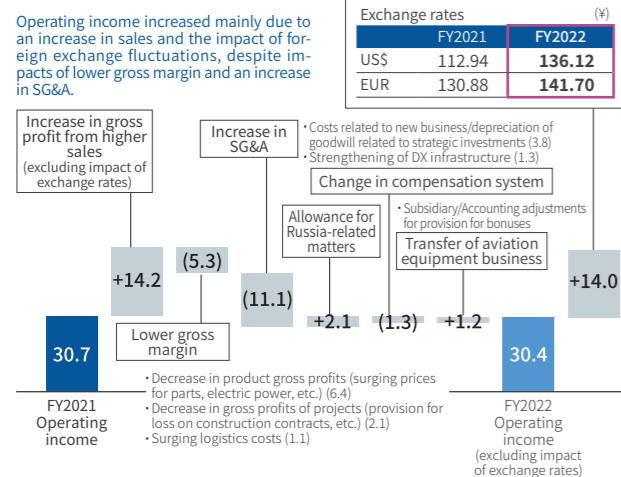 Operating income increased mainly due to
an increase in sales and the impact of for-
eign exchange fluctuations, despite im-
pacts of lower gross margin and an increase
in SG&A.
Exchange rates (¥)
FY2021 FY2022
US$ 112.94 136.12
EUR 130.88 141.70
Increase in gross
profit from higher
sales
(excluding impact of
exchange rates)
Increase in
SG&A
・Costs related to new business/depreciation of
goodwill related to strategic investments (3.8)
・Strengthening of DX infrastructure (1.3)
Change in compensation system
・Subsidiary/Accounting adjustments
for provision for bonuses
Allowance for
Russia-related
matters
Transfer of aviation
equipment business
+14.2
(5.3)
(11.1)
+2.1
(1.3)
+1.2
+14.0
Lower gross
margin
30.7
30.4
・Decrease in product gross profits (surging prices
for parts, electric power, etc.) (6.4)
・Decrease in gross profits of projects (provision for
loss on construction contracts, etc.) (2.1)
・Surging logistics costs (1.1)
FY2021
Operating
income
FY2022
Operating
income
(excluding impact
of exchange rates)